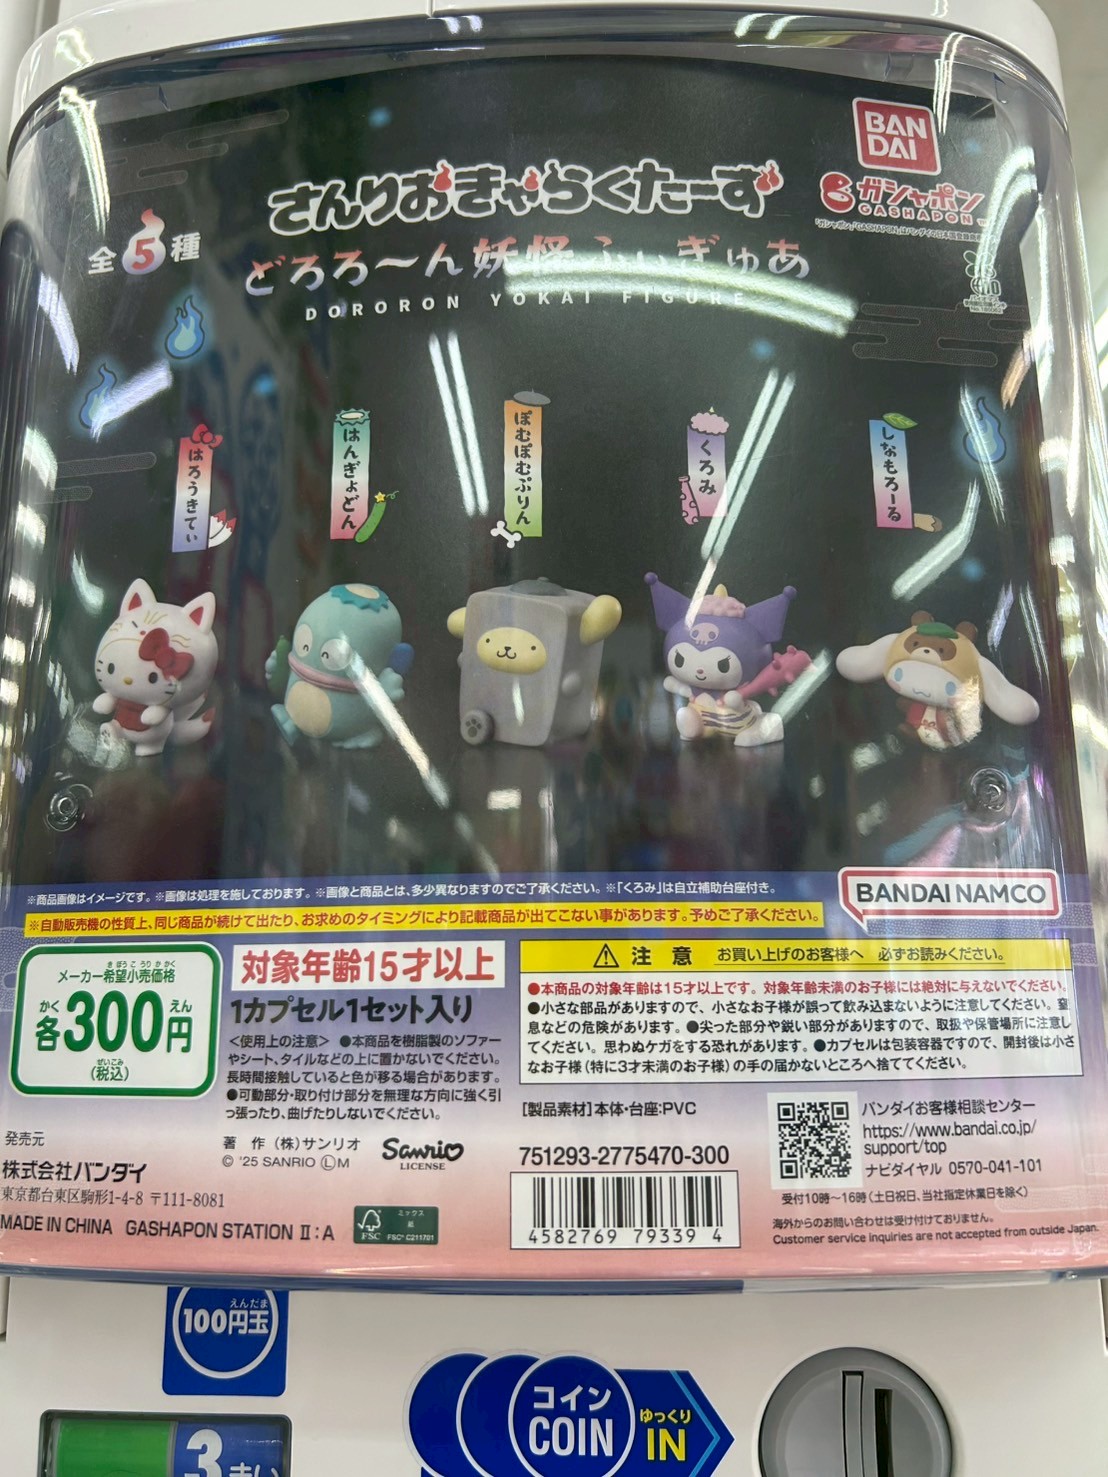 BAN
DAI
ガシャポン
GASHAPON
全5種
さんりおきゃらくたーず
どろろ〜ん妖怪ふぃぎゅあ
DORORON YOKAI FIGURE
はろうきてぃ
はんぎょどん
ぽむぽむぷりん
くろみ
しなもろーる
※商品画像はイメージです。※画像は処理を施しております。※画像と商品とは、多少異なりますのでご了承ください。※「くろみ」は自立補助台座付き。
BANDAI NAMCO
※自動販売機の性質上、同じ商品が続けて出たり、お求めのタイミングにより記載商品が出てこない事があります。予めご了承ください。
きぼうこうりかかく
メーカー希望小売価格
かく えん
各300円
ぜいこみ
(税込)
対象年齢15才以上
1カプセル1セット入り
<使用上の注意> ●本商品を樹脂製のソファー
やシート、タイルなどの上に置かないでください。
長時間接触していると色が移る場合があります。
●可動部分・取り付け部分を無理な方向に強く引
っ張ったり、曲げたりしないでください。
注意 お買い上げのお客様へ 必ずお読みください。
●本商品の対象年齢は15才以上です。対象年齢未満のお子様には絶対に与えないでください。
●小さな部品がありますので、小さなお子様が誤って飲み込まないように注意してください。窒
息などの危険があります。●尖った部分や鋭い部分がありますので、取扱や保管場所に注意し
てください。思わぬケガをする恐れがあります。●カプセルは包装容器ですので、開封後は小さ
なお子様(特に3才未満のお子様)の手の届かないところへ捨ててください。
[製品素材]本体・台座:PVC
751293-2775470-300
4582769 79339 4
バンダイお客様相談センター
https://www.bandai.co.jp/
support/top
ナビダイヤル 0570-041-101
受付10時〜16時(土日祝日、当社指定休業日を除く)
海外からのお問い合わせは受け付けておりません。
Customer service inquiries are not accepted from outside Japan.
発売元
株式会社バンダイ
東京都台東区駒形1-4-8 〒111-8081
MADE IN CHINA GASHAPON STATION Ⅱ:A
著作 (株)サンリオ
© '25 SANRIO ⓁM
Sanrio
LICENSE
FSC
ミックス
紙
FSC® C211701
えんだま
100円玉
3まい
コイン
COIN
ゆっくり
IN